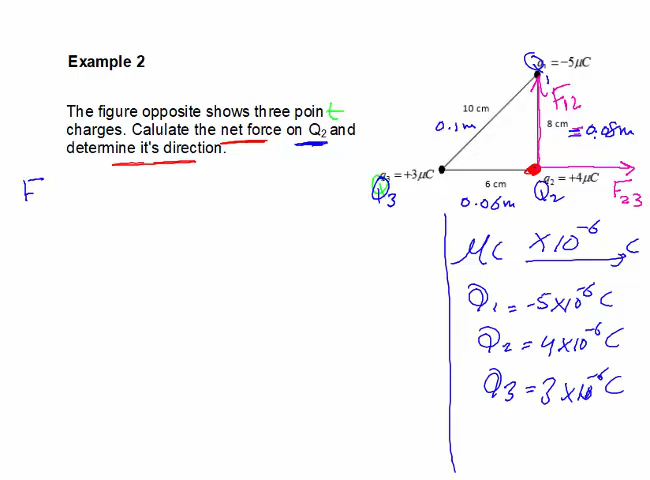 Example 2
The figure opposite shows three point
charges. Calulate the net force on Q2 and
determine it's direction.
Q1 = −5μC
F12
10 cm
0.1m
8 cm = 0.08m
Q3 = +3μC
6 cm
0.06m
q2 = +4μC
Q2
F23
F
μC ×10^-6 C
Q1 = -5×10^-6 C
Q2 = 4×10^-6 C
Q3 = 3×10^-6 C